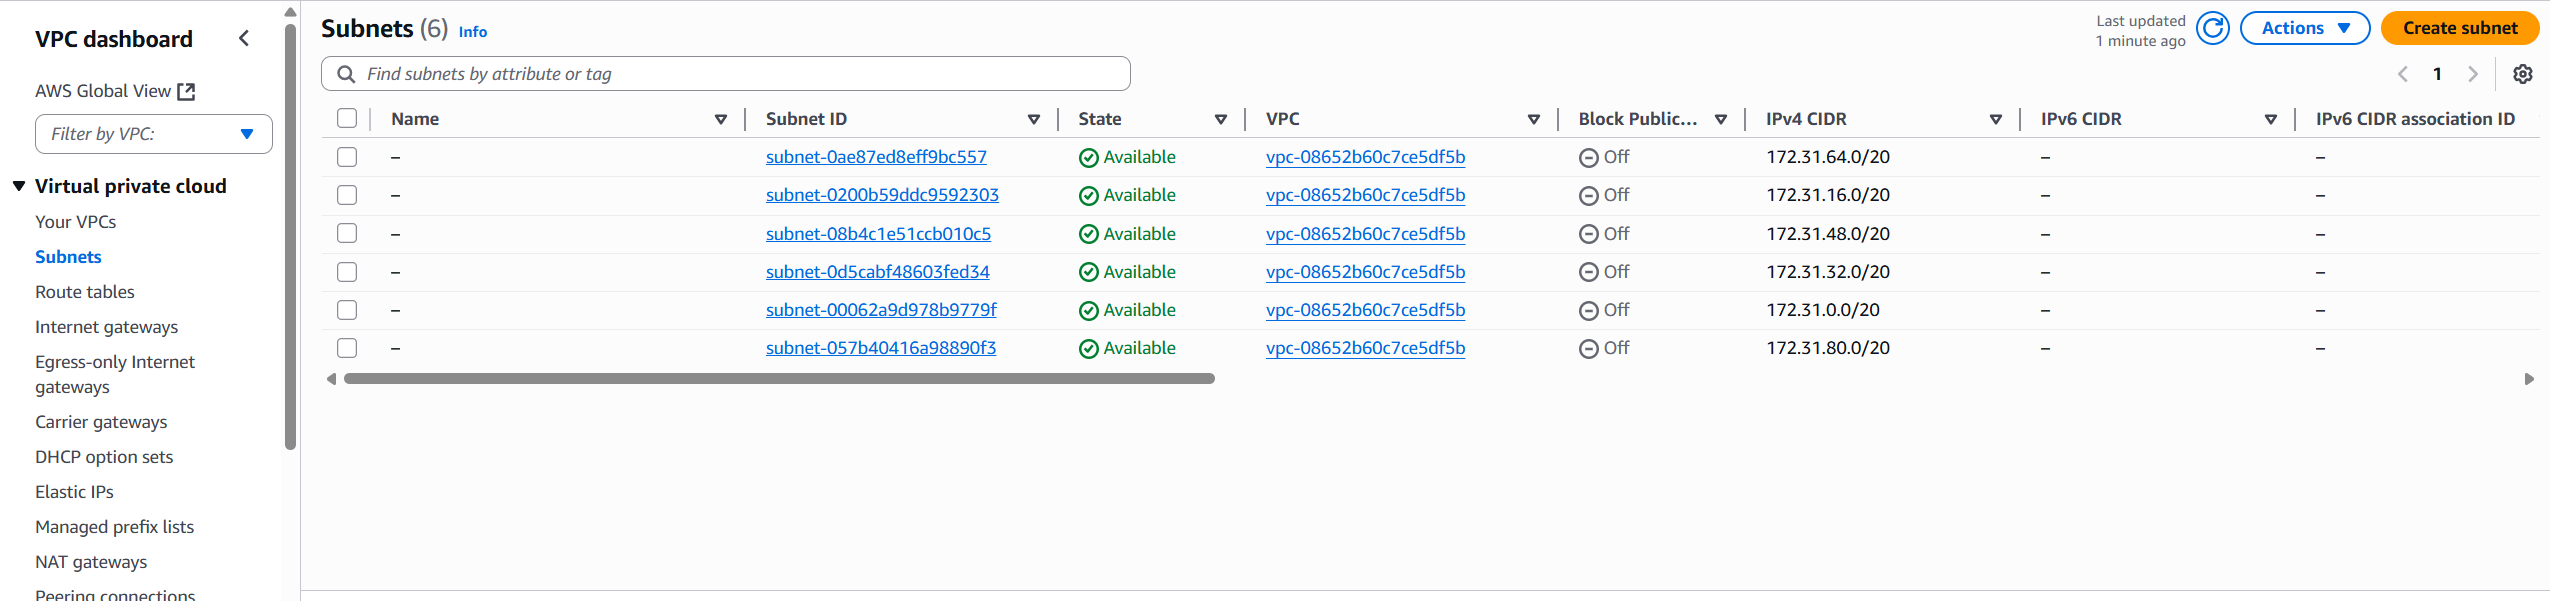 VPC dashboard
AWS Global View
Filter by VPC:
Virtual private cloud
Your VPCs
Subnets
Route tables
Internet gateways
Egress-only Internet
gateways
Carrier gateways
DHCP option sets
Elastic IPs
Managed prefix lists
NAT gateways
Peering connections
Subnets (6) Info
Last updated
1 minute ago
Actions
Create subnet
Find subnets by attribute or tag
1
Name Subnet ID State VPC Block Public... IPv4 CIDR IPv6 CIDR IPv6 CIDR association ID
– subnet-0ae87ed8eff9bc557 Available vpc-08652b60c7ce5df5b Off 172.31.64.0/20 – –
– subnet-0200b59ddc9592303 Available vpc-08652b60c7ce5df5b Off 172.31.16.0/20 – –
– subnet-08b4c1e51ccb010c5 Available vpc-08652b60c7ce5df5b Off 172.31.48.0/20 – –
– subnet-0d5cabf48603fed34 Available vpc-08652b60c7ce5df5b Off 172.31.32.0/20 – –
– subnet-00062a9d978b9779f Available vpc-08652b60c7ce5df5b Off 172.31.0.0/20 – –
– subnet-057b40416a98890f3 Available vpc-08652b60c7ce5df5b Off 172.31.80.0/20 – –